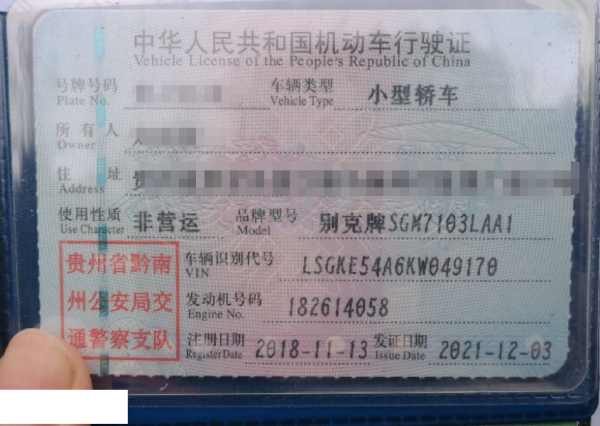 中华人民共和国机动车行驶证
Vehicle License of the People's Republic of China
号牌号码 车辆类型 小型轿车
Plate No. Vehicle Type
所有人
Owner
住址 贵
Address
使用性质 非营运 品牌型号 别克牌SGM7103LAA1
Use Character Model
贵州省黔南 车辆识别代号 LSGKE54A6KW049170
VIN
州公安局交 发动机号码 182614058
Engine No.
通警察支队 注册日期 2018-11-13 发证日期 2021-12-03
Register Date Issue Date